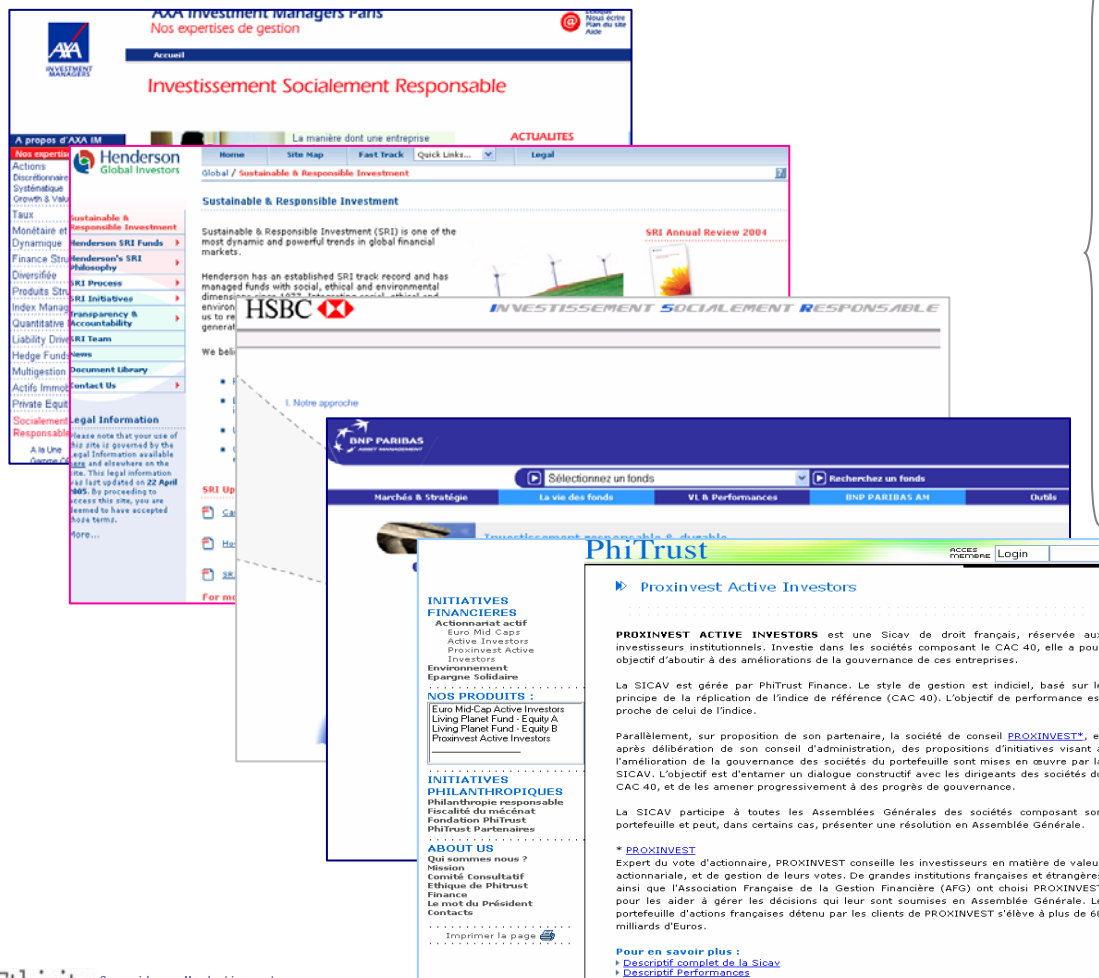 AXA Investment Managers Paris
Nos expertises de gestion
Nous écrire
Plan du site
Aide
AXA
INVESTMENT
MANAGERS
Accueil
Investissement Socialement Responsable
La manière dont une entreprise
ACTUALITES
A propos d'AXA IM
Actions
Discrétionnaire
Systématique
Growth &
Taux
Monétaire et
Dynamique
Finance
Diversifiée
Produits
Index
Quantitative
Liability
Hedge
Multigestion
Actifs
Private
Socialement
Responsable
A la Une
Henderson
Global Investors
Home
Site Map
Fast Track
Quick Links...
Legal
Global / Sustainable & Responsible Investment
Sustainable &
Responsible Investment
Henderson SRI Funds
Henderson's SRI
Philosophy
SRI Process
SRI Initiatives
Transparency &
Accountability
SRI Team
News
Document Library
Contact Us
Legal Information
Please note that your use of
this site is governed by the
Legal Information available
here and elsewhere on the
site. This legal information
was last updated on 22 April
2005. By proceeding to
access this site, you are
deemed to have accepted
those terms.
More...
Sustainable & Responsible Investment
Sustainable & Responsible Investment (SRI) is one of the
most dynamic and powerful trends in global financial
markets.
Henderson has an established SRI track record and has
managed funds with social, ethical and environmental
us to
We
SRI
For
SRI Annual Review 2004
HSBC
INVESTISSEMENT SOCIALEMENT RESPONSABLE
I. Notre approche
BNP PARIBAS
ASSET MANAGEMENT
Sélectionnez un fonds
Recherchez un fonds
Marchés & Stratégie
La vie des fonds
VL & Performances
BNP PARIBAS AM
Outils
Investissement responsable & durable
PhiTrust
ACCES
MEMBRE
Login
INITIATIVES
FINANCIERES
Actionnariat actif
Euro Mid Caps
Active Investors
Proxinvest Active
Investors
Environnement
Epargne Solidaire
NOS PRODUITS :
Euro Mid-Cap Active Investors
Living Planet Fund - Equity A
Living Planet Fund - Equity B
Proxinvest Active Investors
INITIATIVES
PHILANTHROPIQUES
Philanthropie responsable
Fiscalité du mécénat
Fondation PhiTrust
PhiTrust Partenaires
ABOUT US
Qui sommes nous ?
Mission
Comité Consultatif
Ethique de Phitrust
Finance
Le mot du Président
Contacts
Imprimer la page
Proxinvest Active Investors
PROXINVEST ACTIVE INVESTORS est une Sicav de droit français, réservée aux
investisseurs institutionnels. Investie dans les sociétés composant le CAC 40, elle a pou
objectif d'aboutir à des améliorations de la gouvernance de ces entreprises.
La SICAV est gérée par PhiTrust Finance. Le style de gestion est indiciel, basé sur le
principe de la réplication de l'indice de référence (CAC 40). L'objectif de performance es
proche de celui de l'indice.
Parallèlement, sur proposition de son partenaire, la société de conseil PROXINVEST*, e
après délibération de son conseil d'administration, des propositions d'initiatives visant à
l'amélioration de la gouvernance des sociétés du portefeuille sont mises en œuvre par la
SICAV. L'objectif est d'entamer un dialogue constructif avec les dirigeants des sociétés du
CAC 40, et de les amener progressivement à des progrès de gouvernance.
La SICAV participe à toutes les Assemblées Générales des sociétés composant son
portefeuille et peut, dans certains cas, présenter une résolution en Assemblée Générale.
* PROXINVEST
Expert du vote d'actionnaire, PROXINVEST conseille les investisseurs en matière de valeu
actionnariale, et de gestion de leurs votes. De grandes institutions françaises et étrangères
ainsi que l'Association Française de la Gestion Financière (AFG) ont choisi PROXINVEST
pour les aider à gérer les décisions qui leur sont soumises en Assemblée Générale. Le
portefeuille d'actions françaises détenu par les clients de PROXINVEST s'élève à plus de 60
milliards d'Euros.
Pour en savoir plus :
Descriptif complet de la Sicav
Descriptif Performances